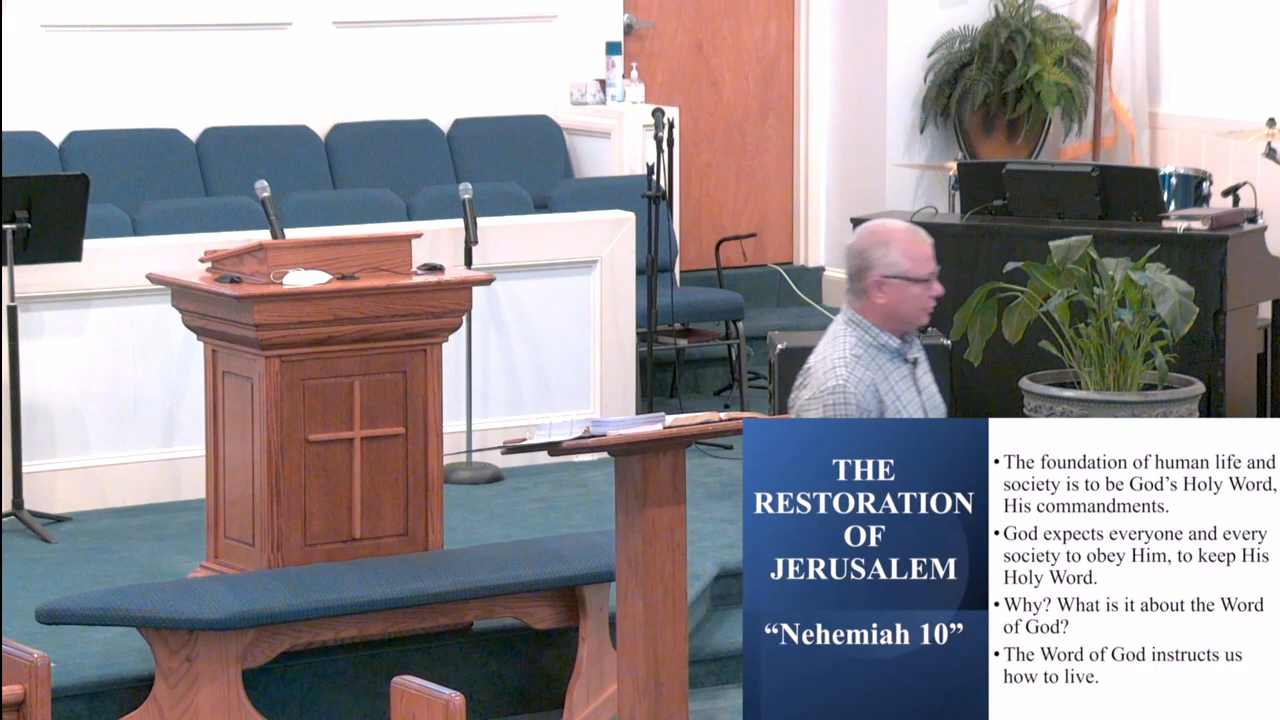 THE
RESTORATION
OF
JERUSALEM
“Nehemiah 10”
• The foundation of human life and
society is to be God’s Holy Word,
His commandments.
• God expects everyone and every
society to obey Him, to keep His
Holy Word.
• Why? What is it about the Word
of God?
• The Word of God instructs us
how to live.